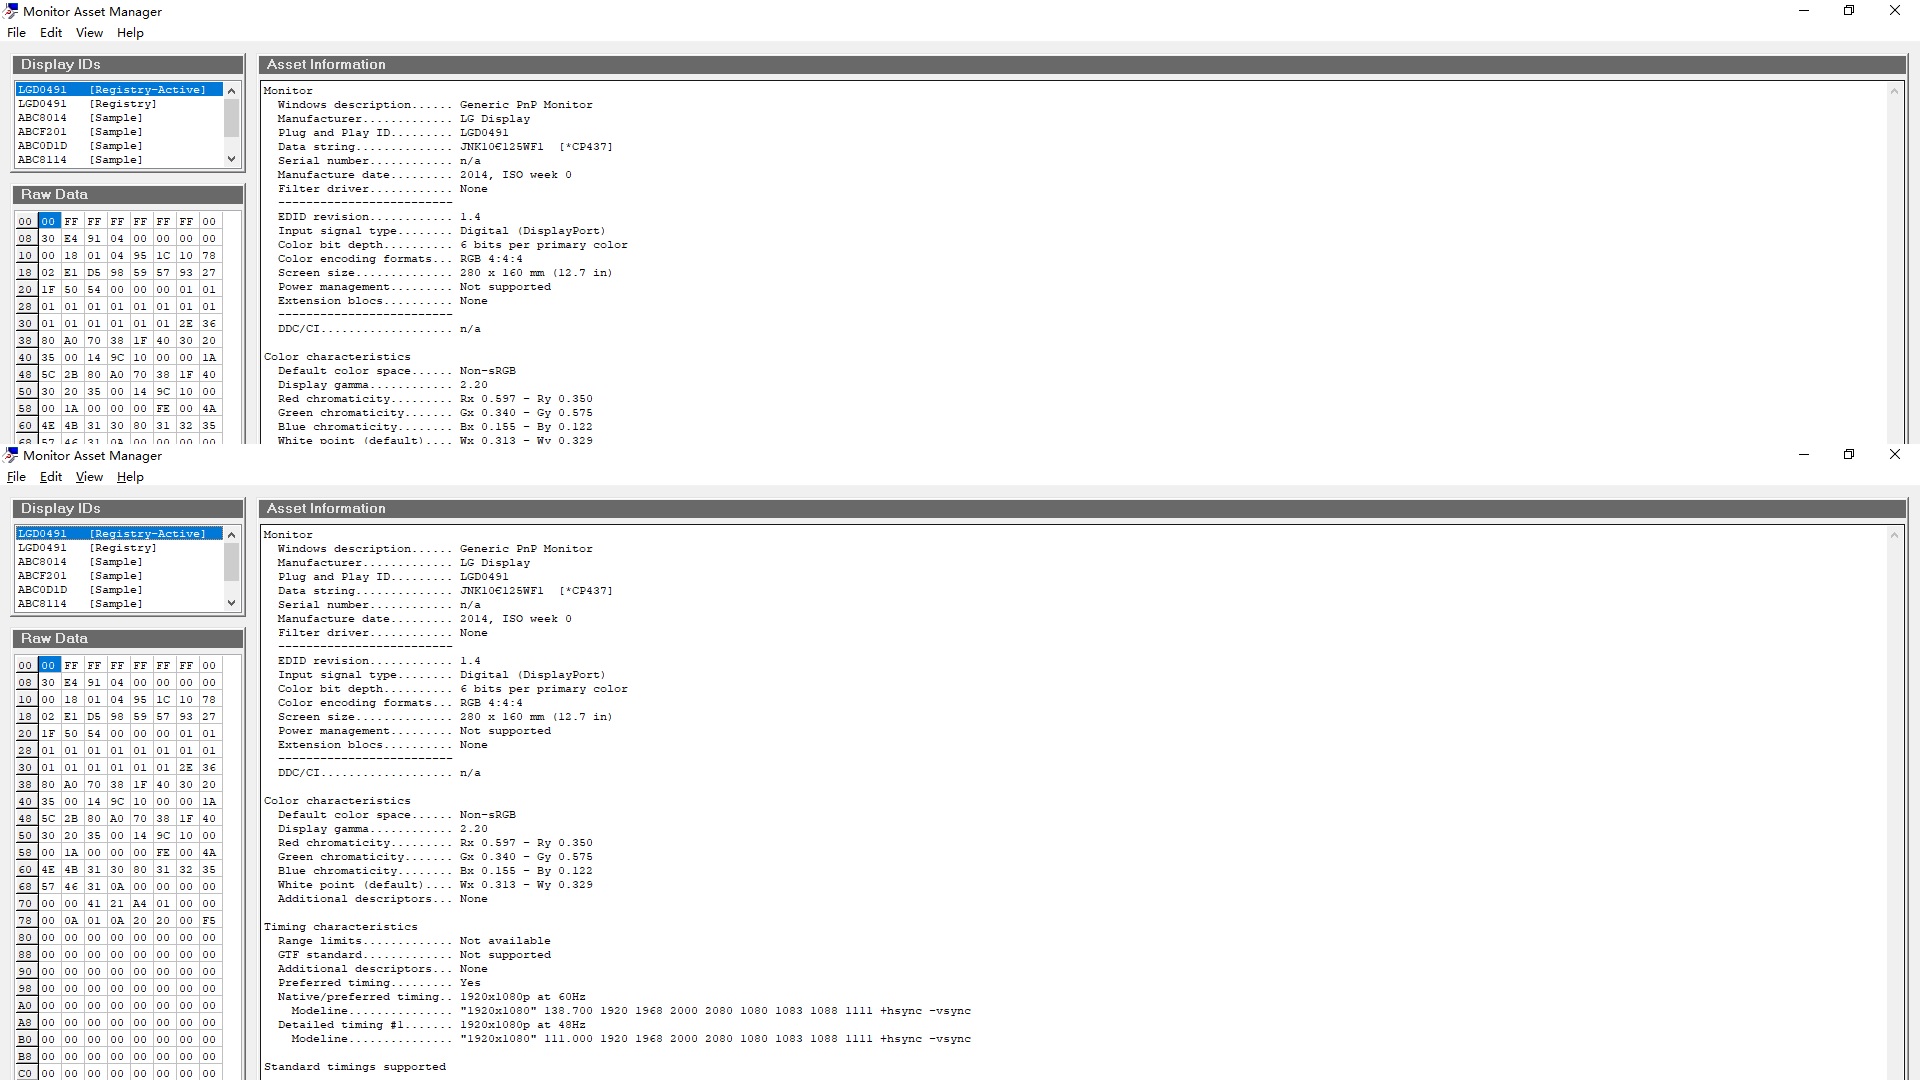 Monitor Asset Manager
File Edit View Help
Display IDs
LGD0491 [Registry-Active]
LGD0491 [Registry]
ABC8014 [Sample]
ABCF201 [Sample]
ABC0D1D [Sample]
ABC8114 [Sample]
Raw Data
00 00 FF FF FF FF FF FF 00
08 30 E4 91 04 00 00 00 00
10 00 18 01 04 95 1C 10 78
18 02 E1 D5 98 59 57 93 27
20 1F 50 54 00 00 00 01 01
28 01 01 01 01 01 01 01 01
30 01 01 01 01 01 01 2E 36
38 80 A0 70 38 1F 40 30 20
40 35 00 14 9C 10 00 00 1A
48 5C 2B 80 A0 70 38 1F 40
50 30 20 35 00 14 9C 10 00
58 00 1A 00 00 00 FE 00 4A
60 4E 4B 31 30 80 31 32 35
68 57 46 31 0A 00 00 00 00
Asset Information
Monitor
Windows description...... Generic PnP Monitor
Manufacturer............. LG Display
Plug and Play ID......... LGD0491
Data string.............. JNK10€125WF1 [*CP437]
Serial number............ n/a
Manufacture date......... 2014, ISO week 0
Filter driver............ None
-------------------------
EDID revision............ 1.4
Input signal type........ Digital (DisplayPort)
Color bit depth.......... 6 bits per primary color
Color encoding formats... RGB 4:4:4
Screen size.............. 280 x 160 mm (12.7 in)
Power management......... Not supported
Extension blocs.......... None
-------------------------
DDC/CI................... n/a
Color characteristics
Default color space...... Non-sRGB
Display gamma............ 2.20
Red chromaticity......... Rx 0.597 - Ry 0.350
Green chromaticity....... Gx 0.340 - Gy 0.575
Blue chromaticity........ Bx 0.155 - By 0.122
White point (default).... Wx 0.313 - Wy 0.329
Monitor Asset Manager
File Edit View Help
Display IDs
LGD0491 [Registry-Active]
LGD0491 [Registry]
ABC8014 [Sample]
ABCF201 [Sample]
ABC0D1D [Sample]
ABC8114 [Sample]
Raw Data
00 00 FF FF FF FF FF FF 00
08 30 E4 91 04 00 00 00 00
10 00 18 01 04 95 1C 10 78
18 02 E1 D5 98 59 57 93 27
20 1F 50 54 00 00 00 01 01
28 01 01 01 01 01 01 01 01
30 01 01 01 01 01 01 2E 36
38 80 A0 70 38 1F 40 30 20
40 35 00 14 9C 10 00 00 1A
48 5C 2B 80 A0 70 38 1F 40
50 30 20 35 00 14 9C 10 00
58 00 1A 00 00 00 FE 00 4A
60 4E 4B 31 30 80 31 32 35
68 57 46 31 0A 00 00 00 00
70 00 00 41 21 A4 01 00 00
78 00 0A 01 0A 20 20 00 F5
80 00 00 00 00 00 00 00 00
88 00 00 00 00 00 00 00 00
90 00 00 00 00 00 00 00 00
98 00 00 00 00 00 00 00 00
A0 00 00 00 00 00 00 00 00
A8 00 00 00 00 00 00 00 00
B0 00 00 00 00 00 00 00 00
B8 00 00 00 00 00 00 00 00
C0 00 00 00 00 00 00 00 00
Asset Information
Monitor
Windows description...... Generic PnP Monitor
Manufacturer............. LG Display
Plug and Play ID......... LGD0491
Data string.............. JNK10€125WF1 [*CP437]
Serial number............ n/a
Manufacture date......... 2014, ISO week 0
Filter driver............ None
-------------------------
EDID revision............ 1.4
Input signal type........ Digital (DisplayPort)
Color bit depth.......... 6 bits per primary color
Color encoding formats... RGB 4:4:4
Screen size.............. 280 x 160 mm (12.7 in)
Power management......... Not supported
Extension blocs.......... None
-------------------------
DDC/CI................... n/a
Color characteristics
Default color space...... Non-sRGB
Display gamma............ 2.20
Red chromaticity......... Rx 0.597 - Ry 0.350
Green chromaticity....... Gx 0.340 - Gy 0.575
Blue chromaticity........ Bx 0.155 - By 0.122
White point (default).... Wx 0.313 - Wy 0.329
Additional descriptors... None
Timing characteristics
Range limits............. Not available
GTF standard............. Not supported
Additional descriptors... None
Preferred timing......... Yes
Native/preferred timing.. 1920x1080p at 60Hz
Modeline............... "1920x1080" 138.700 1920 1968 2000 2080 1080 1083 1088 1111 +hsync -vsync
Detailed timing #1....... 1920x1080p at 48Hz
Modeline............... "1920x1080" 111.000 1920 1968 2000 2080 1080 1083 1088 1111 +hsync -vsync
Standard timings supported